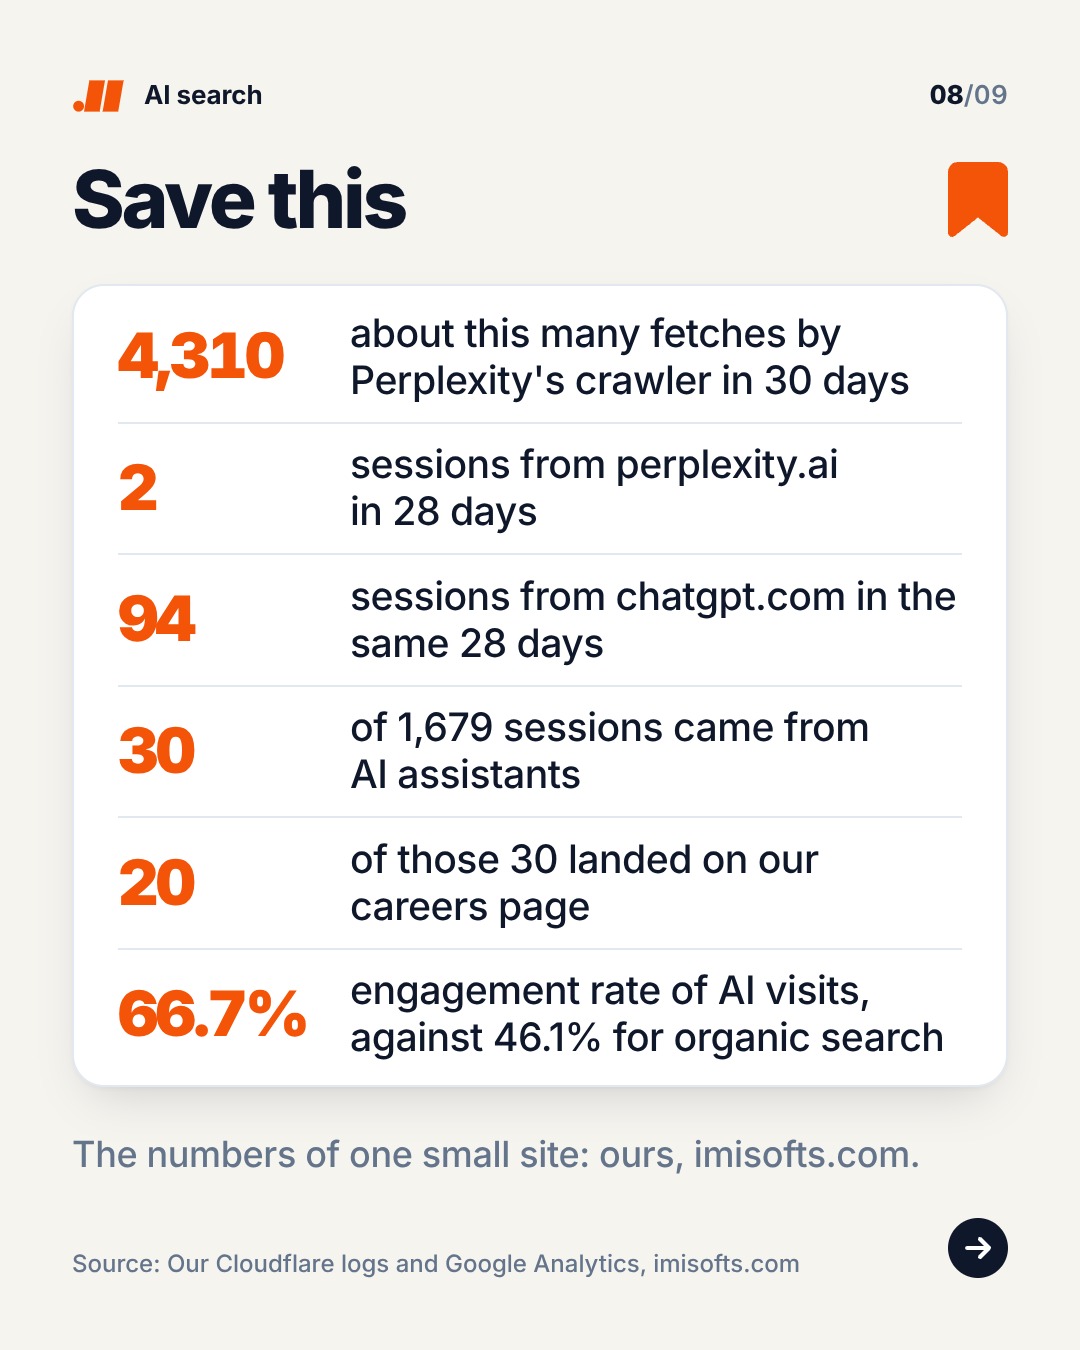 AI search
08/09
Save this
4,310
about this many fetches by
Perplexity's crawler in 30 days
2
sessions from perplexity.ai
in 28 days
94
sessions from chatgpt.com in the
same 28 days
30
of 1,679 sessions came from
AI assistants
20
of those 30 landed on our
careers page
66.7%
engagement rate of AI visits,
against 46.1% for organic search
The numbers of one small site: ours, imisofts.com.
Source: Our Cloudflare logs and Google Analytics, imisofts.com